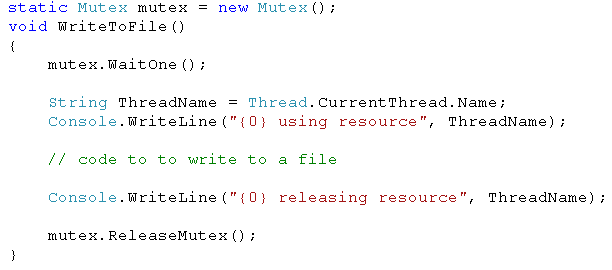 static Mutex mutex = new Mutex();
void WriteToFile()
{
    mutex.WaitOne();
    String ThreadName = Thread.CurrentThread.Name;
    Console.WriteLine("{0} using resource", ThreadName);
    // code to to write to a file
    Console.WriteLine("{0} releasing resource", ThreadName);
    mutex.ReleaseMutex();
}